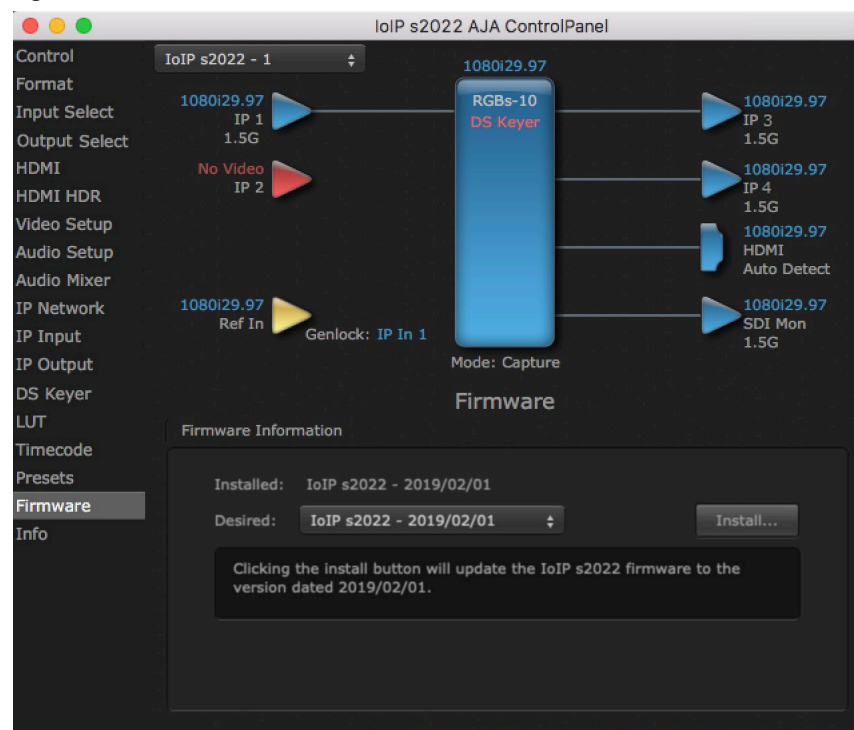 IoIP s2022 AJA ControlPanel
Control
Format
Input Select
Output Select
HDMI
HDMI HDR
Video Setup
Audio Setup
Audio Mixer
IP Network
IP Input
IP Output
DS Keyer
LUT
Timecode
Presets
Firmware
Info
IoIP s2022 - 1
1080i29.97
1080i29.97
IP 1
1.5G
No Video
IP 2
1080i29.97
Ref In
Genlock: IP In 1
RGBs-10
DS Keyer
Mode: Capture
1080i29.97
IP 3
1.5G
1080i29.97
IP 4
1.5G
1080i29.97
HDMI
Auto Detect
1080i29.97
SDI Mon
1.5G
Firmware
Firmware Information
Installed: IoIP s2022 - 2019/02/01
Desired: IoIP s2022 - 2019/02/01
Install...
Clicking the install button will update the IoIP s2022 firmware to the
version dated 2019/02/01.